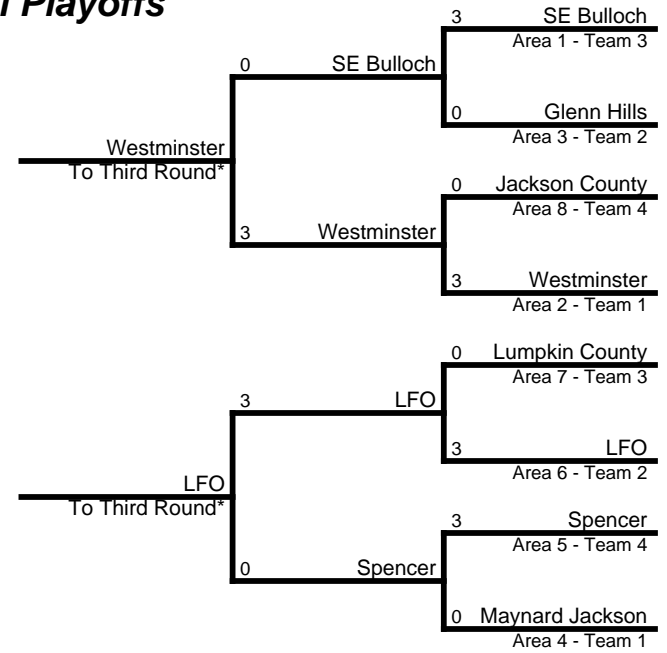 Playoffs
3 SE Bulloch
Area 1 - Team 3
0 SE Bulloch
0 Glenn Hills
Area 3 - Team 2
Westminster
To Third Round*
0 Jackson County
Area 8 - Team 4
3 Westminster
3 Westminster
Area 2 - Team 1
0 Lumpkin County
Area 7 - Team 3
3 LFO
3 LFO
Area 6 - Team 2
LFO
To Third Round*
3 Spencer
Area 5 - Team 4
0 Spencer
0 Maynard Jackson
Area 4 - Team 1